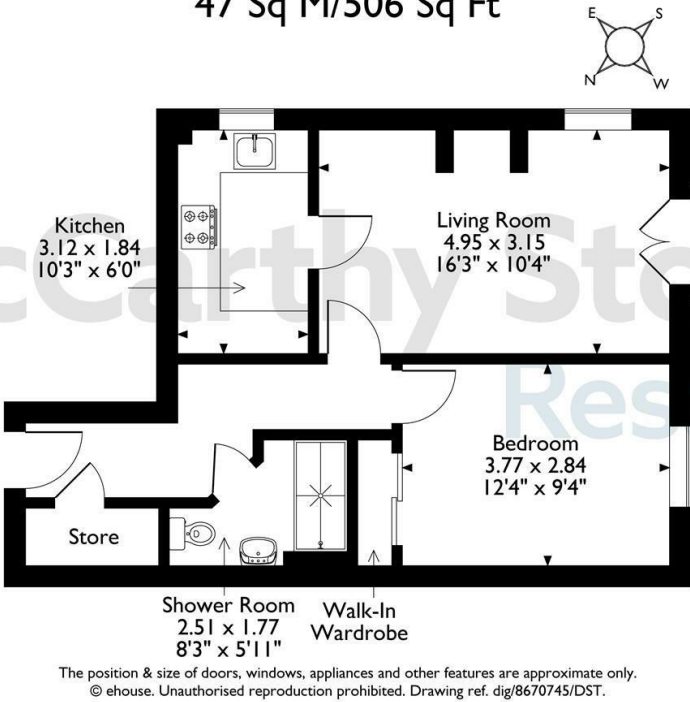 47 Sq M/506 Sq Ft
E
S
N
W
Kitchen
3.12 x 1.84
10'3" x 6'0"
Living Room
4.95 x 3.15
16'3" x 10'4"
cCarthy Sto
Res
Bedroom
3.77 x 2.84
12'4" x 9'4"
Store
Shower Room
2.51 x 1.77
8'3" x 5'11"
Walk-In
Wardrobe
The position & size of doors, windows, appliances and other features are approximate only.
© ehouse. Unauthorised reproduction prohibited. Drawing ref. dig/8670745/DST.